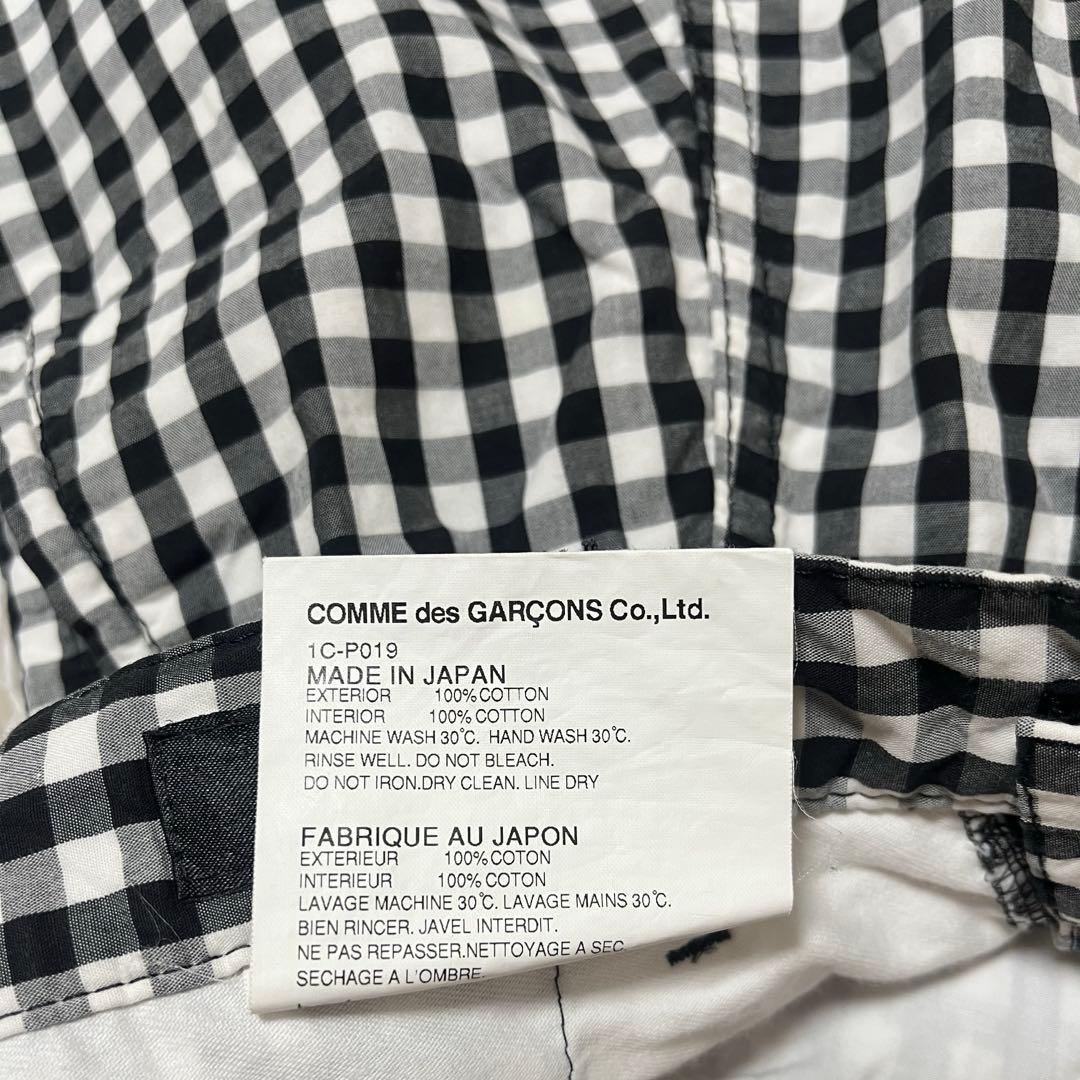 COMME des GARÇONS Co.,Ltd.
1C-P019
MADE IN JAPAN
EXTERIOR 100% COTTON
INTERIOR 100% COTTON
MACHINE WASH 30℃. HAND WASH 30℃.
RINSE WELL. DO NOT BLEACH.
DO NOT IRON.DRY CLEAN. LINE DRY
FABRIQUE AU JAPON
EXTERIEUR 100% COTON
INTERIEUR 100% COTON
LAVAGE MACHINE 30℃. LAVAGE MAINS 30℃.
BIEN RINCER. JAVEL INTERDIT.
NE PAS REPASSER.NETTOYAGE A SEC
SECHAGE A L'OMBRE.